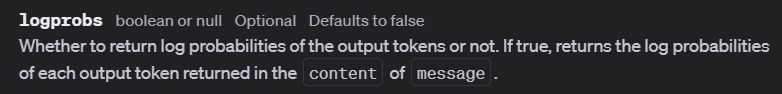 logprobs boolean or null Optional Defaults to false
Whether to return log probabilities of the output tokens or not. If true, returns the log probabilities
of each output token returned in the content of message.